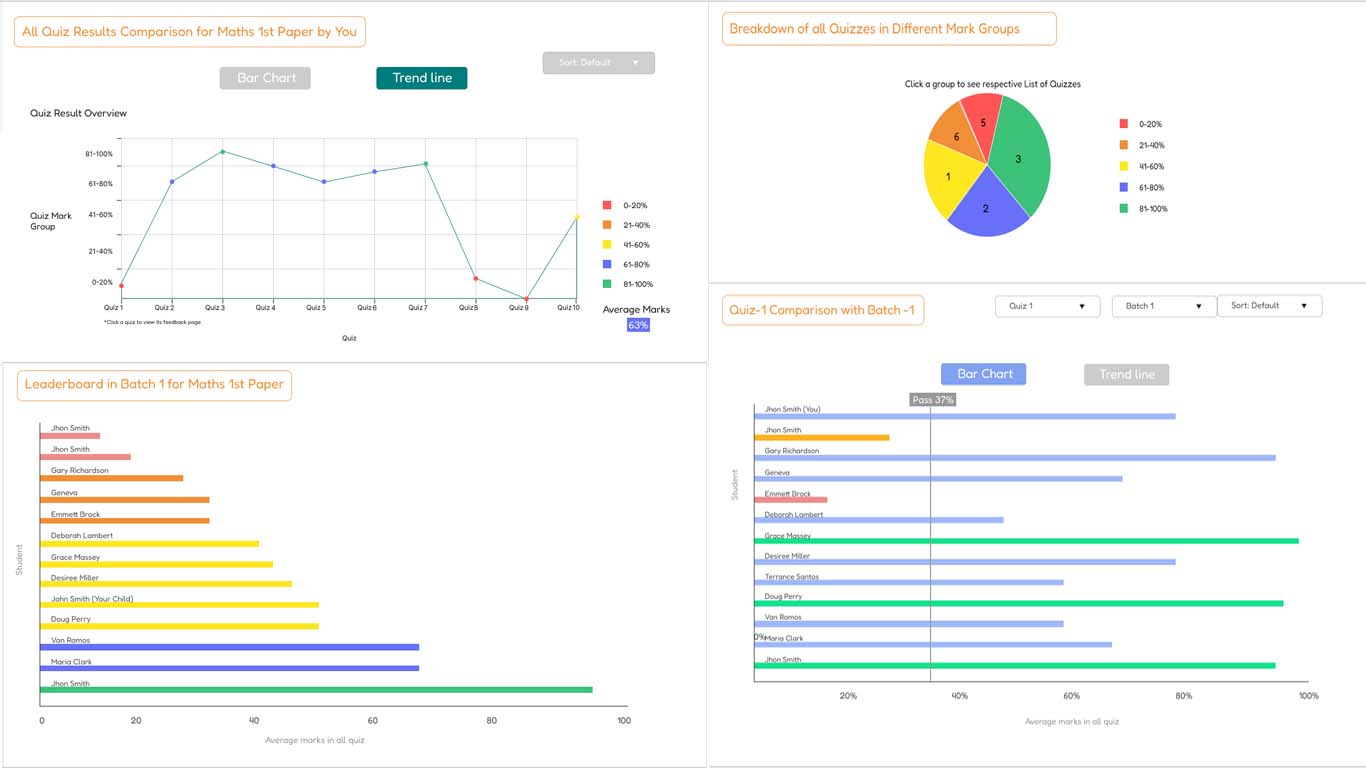 All Quiz Results Comparison for Maths 1st Paper by You
Bar Chart
Trend line
Sort: Default
Quiz Result Overview
81-100%
61-80%
Quiz Mark
Group
41-60%
21-40%
0-20%
Quiz 1
Quiz 2
Quiz 3
Quiz 4
Quiz 5
Quiz 6
Quiz 7
Quiz 8
Quiz 9
Quiz 10
*Click a quiz to view its feedback page
Quiz
0-20%
21-40%
41-60%
61-80%
81-100%
Average Marks
63%
Breakdown of all Quizzes in Different Mark Groups
Click a group to see respective List of Quizzes
5
6
3
1
2
0-20%
21-40%
41-60%
61-80%
81-100%
Leaderboard in Batch 1 for Maths 1st Paper
Student
Jhon Smith
Jhon Smith
Gary Richardson
Geneva
Emmett Brock
Deborah Lambert
Grace Massey
Desiree Miller
John Smith (Your Child)
Doug Perry
Van Ramos
Maria Clark
Jhon Smith
0
20
40
60
80
100
Average marks in all quiz
Quiz-1 Comparison with Batch -1
Quiz 1
Batch 1
Sort: Default
Bar Chart
Trend line
Pass 37%
Student
Jhon Smith (You)
Jhon Smith
Gary Richardson
Geneva
Emmett Brock
Deborah Lambert
Grace Massey
Desiree Miller
Terrance Santos
Doug Perry
Van Ramos
0%
Maria Clark
Jhon Smith
20%
40%
60%
80%
100%
Average marks in all quiz